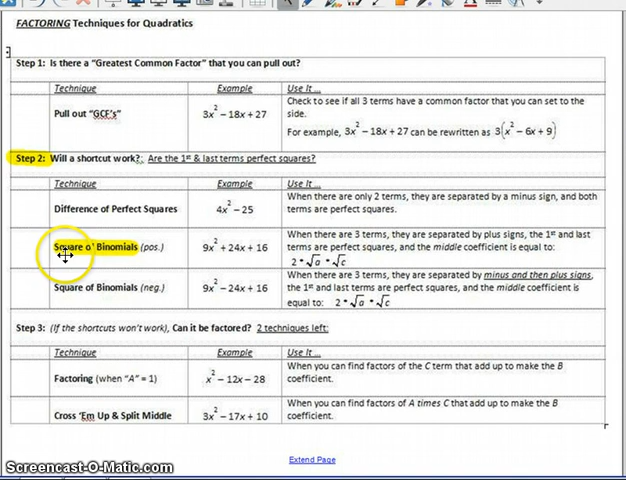 FACTORING Techniques for Quadratics
Step 1: Is there a "Greatest Common Factor" that you can pull out?
Technique Example Use It ...
Pull out "GCF's" 3x² – 18x + 27 Check to see if all 3 terms have a common factor that you can set to the
side.
For example, 3x² – 18x + 27 can be rewritten as 3(x² – 6x + 9)
Step 2: Will a shortcut work?: Are the 1st & last terms perfect squares?
Technique Example Use It ...
Difference of Perfect Squares 4x² – 25 When there are only 2 terms, they are separated by a minus sign, and both
terms are perfect squares.
Square o' Binomials (pos.) 9x² + 24x + 16 When there are 3 terms, they are separated by plus signs, the 1st and last
terms are perfect squares, and the middle coefficient is equal to:
2 • √a • √c
Square of Binomials (neg.) 9x² – 24x + 16 When there are 3 terms, they are separated by minus and then plus signs,
the 1st and last terms are perfect squares, and the middle coefficient is
equal to: 2 • √a • √c
Step 3: (If the shortcuts won't work), Can it be factored? 2 techniques left:
Technique Example Use It ...
Factoring (when "A" = 1) x² – 12x – 28 When you can find factors of the C term that add up to make the B
coefficient.
Cross 'Em Up & Split Middle 3x² – 17x + 10 When you can find factors of A times C that add up to make the B
coefficient.
Extend Page
Screencast-O-Matic.com